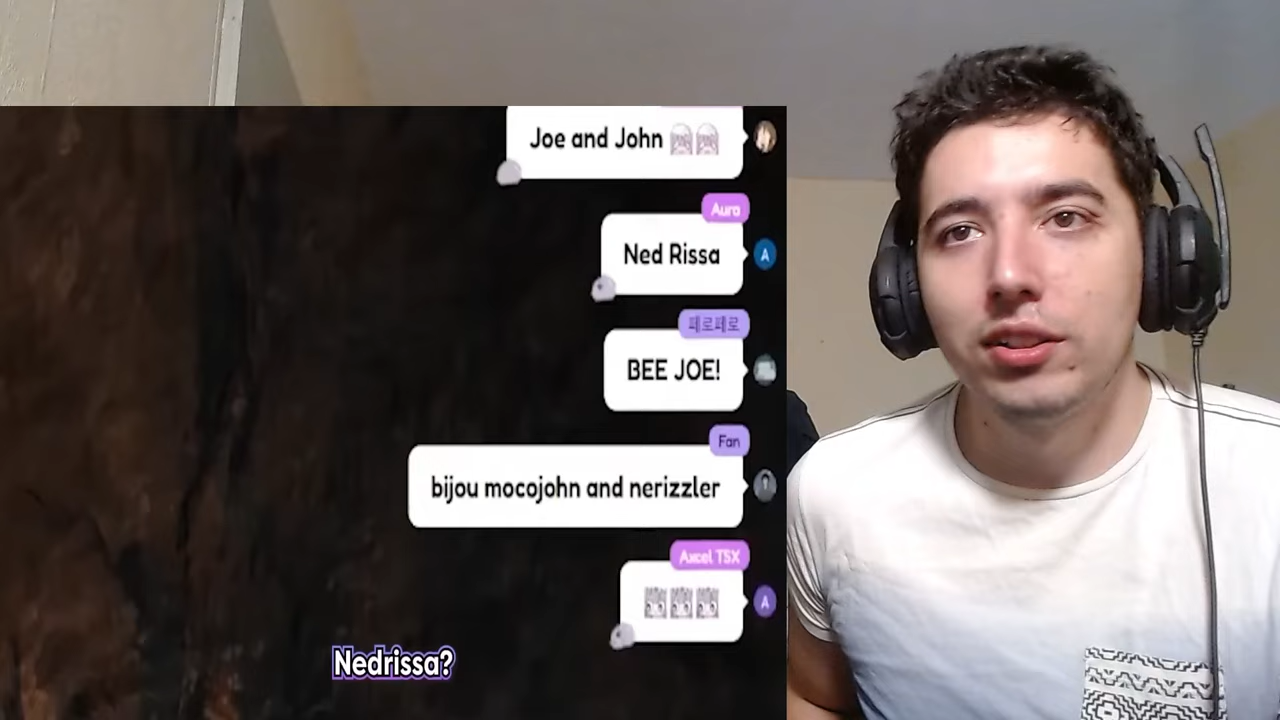 Joe and John
Aura
Ned Rissa
A
페로페로
BEE JOE!
Fan
bijou mocojohn and nerizzler
Axcel TSX
A
Nedrissa?